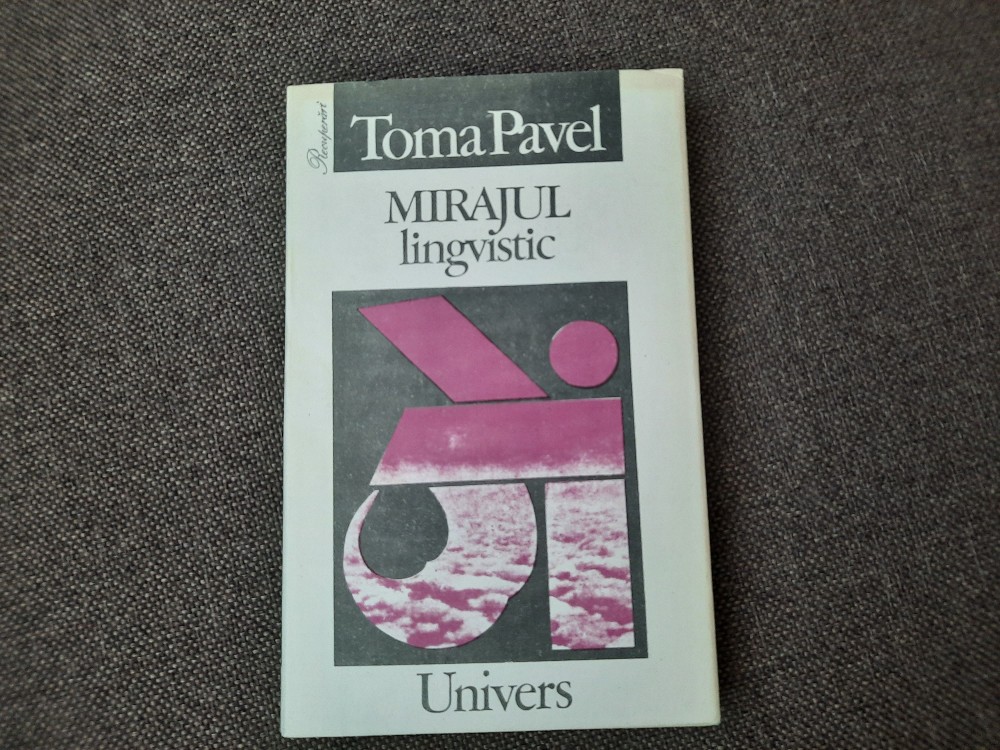 Recuperări
Toma Pavel
MIRAJUL
lingvistic
Univers